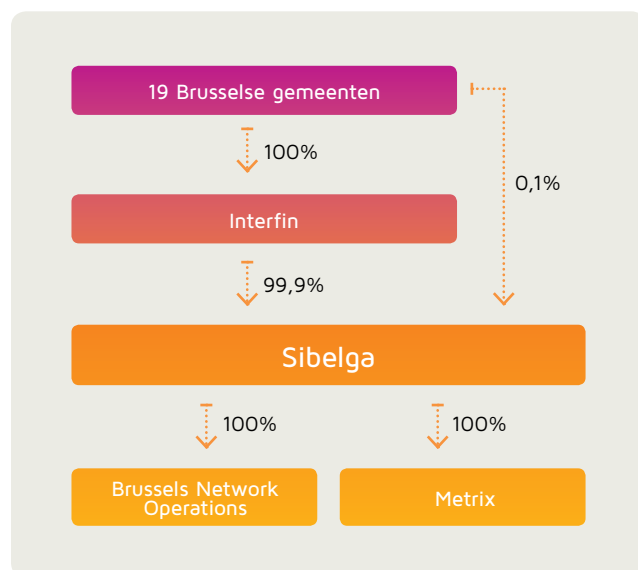 19 Brusselse gemeenten
100%
0,1%
Interfin
99,9%
Sibelga
100%
100%
Brussels Network
Operations
Metrix